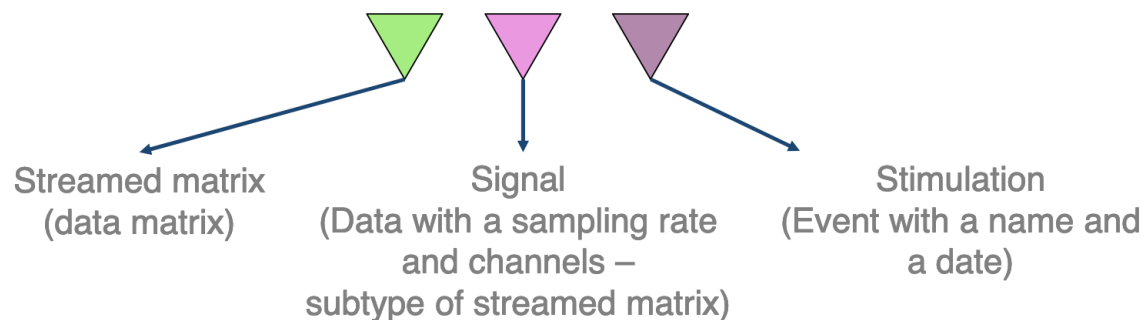 Streamed matrix
(data matrix)
Signal
(Data with a sampling rate
and channels –
subtype of streamed matrix)
Stimulation
(Event with a name and
a date)